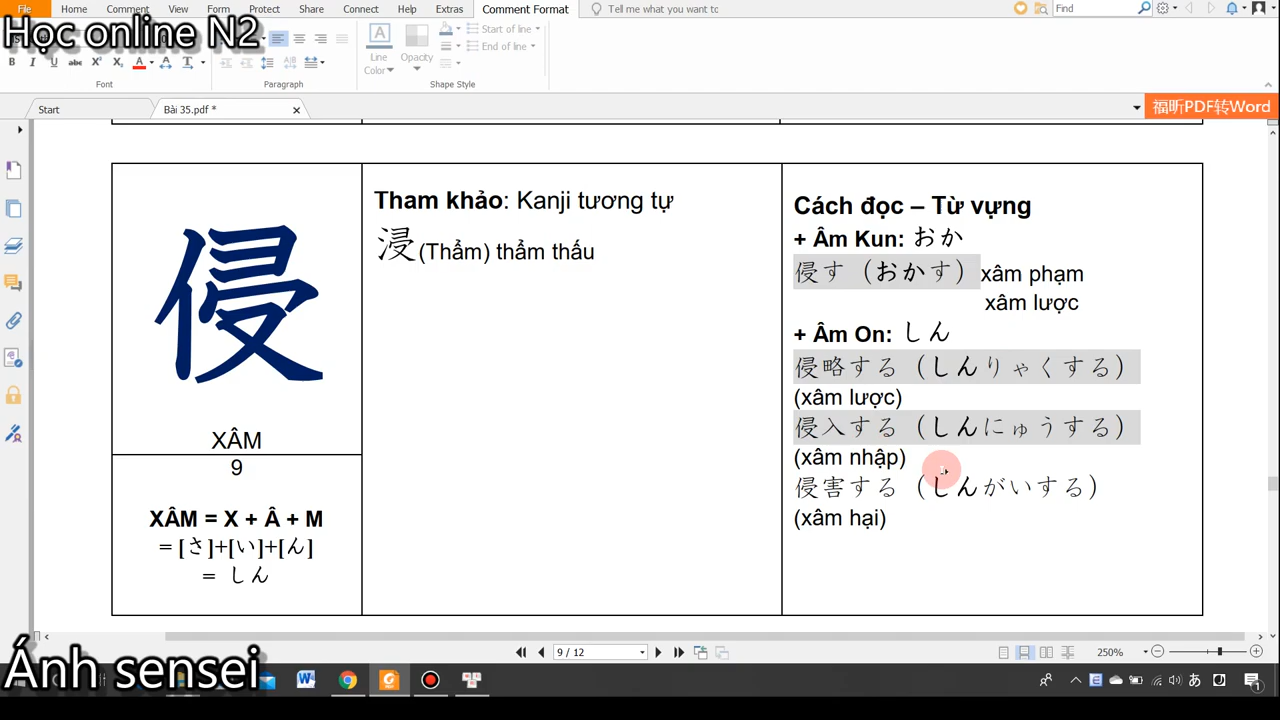 File Home Comment View Form Protect Share Connect Help Extras Comment Format Tell me what you want to Find
Học online N2
Line Color Opacity Start of line End of line
Font Paragraph Shape Style
Start Bài 35.pdf * 福昕PDF转Word
侵
XÂM
9
XÂM = X + Â + M
= [さ]+[い]+[ん]
= しん
Tham khảo: Kanji tương tự
浸(Thẩm) thẩm thấu
Cách đọc – Từ vựng
+ Âm Kun: おか
侵す（おかす）xâm phạm
xâm lược
+ Âm On: しん
侵略する（しんりゃくする）
(xâm lược)
侵入する（しんにゅうする）
(xâm nhập)
侵害する（しんがいする）
(xâm hại)
9 / 12 250%
Ánh sensei